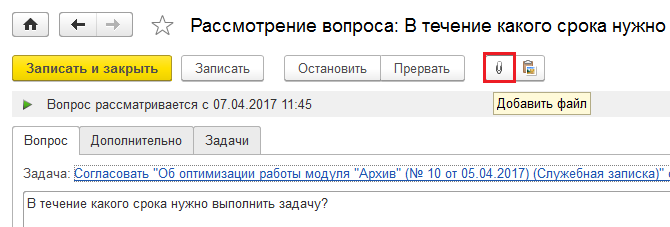 Рассмотрение вопроса: В течение какого срока нужно
Записать и закрыть Записать Остановить Прервать
Вопрос рассматривается с 07.04.2017 11:45
Добавить файл
Вопрос Дополнительно Задачи
Задача: Согласовать "Об оптимизации работы модуля "Архив" (№ 10 от 05.04.2017) (Служебная записка)"
В течение какого срока нужно выполнить задачу?